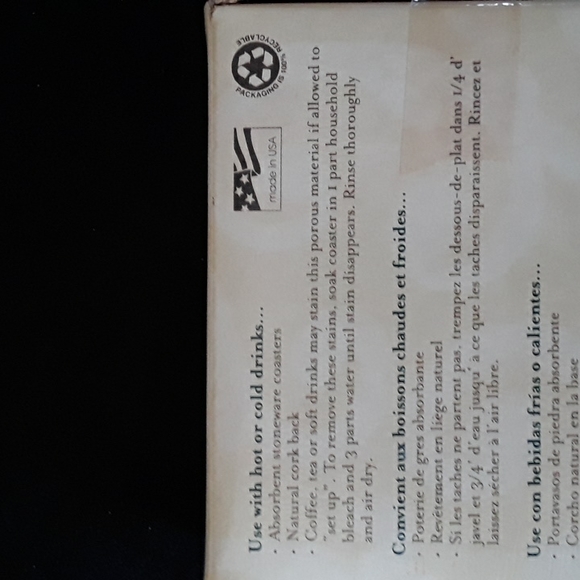 Use with hot or cold drinks...
· Absorbent stoneware coasters
· Natural cork back
· Coffee, tea or soft drinks may stain this porous material if allowed to
"set up". To remove these stains, soak coaster in 1 part household
bleach and 3 parts water until stain disappears. Rinse thoroughly
and air dry.
made in USA
PACKAGING IS 100% RECYCLABLE
Convient aux boissons chaudes et froides...
· Poterie de gres absorbante
· Revêtement en liège naturel
· Si les taches ne partent pas, trempez les dessous-de-plat dans 1/4 d'
javel et 3/4 d'eau jusqu' à ce que les taches disparaissent. Rincez et
laissez sécher à l'air libre.
Use con bebidas frías o calientes...
· Portavasos de piedra absorbente
· Corcho natural en la base